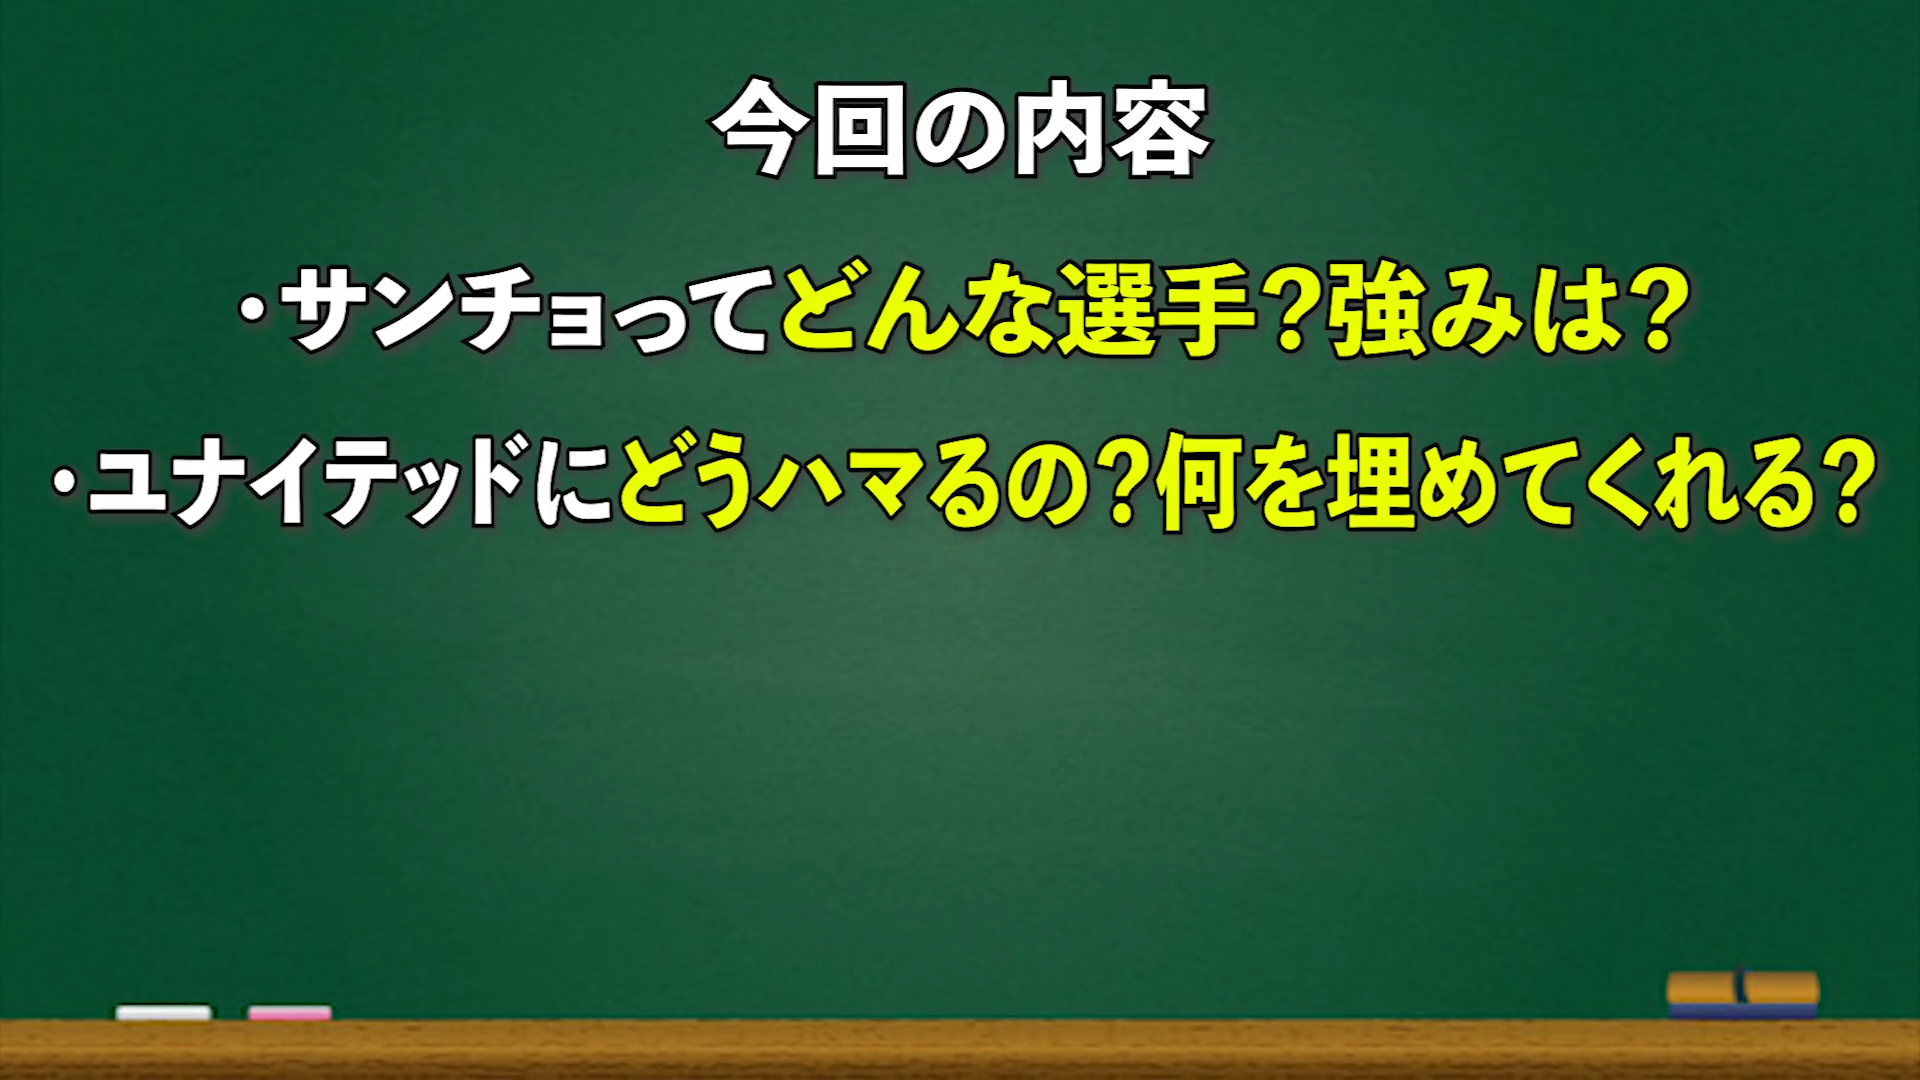 今回の内容
・サンチョってどんな選手？強みは？
・ユナイテッドにどうハマるの？何を埋めてくれる？